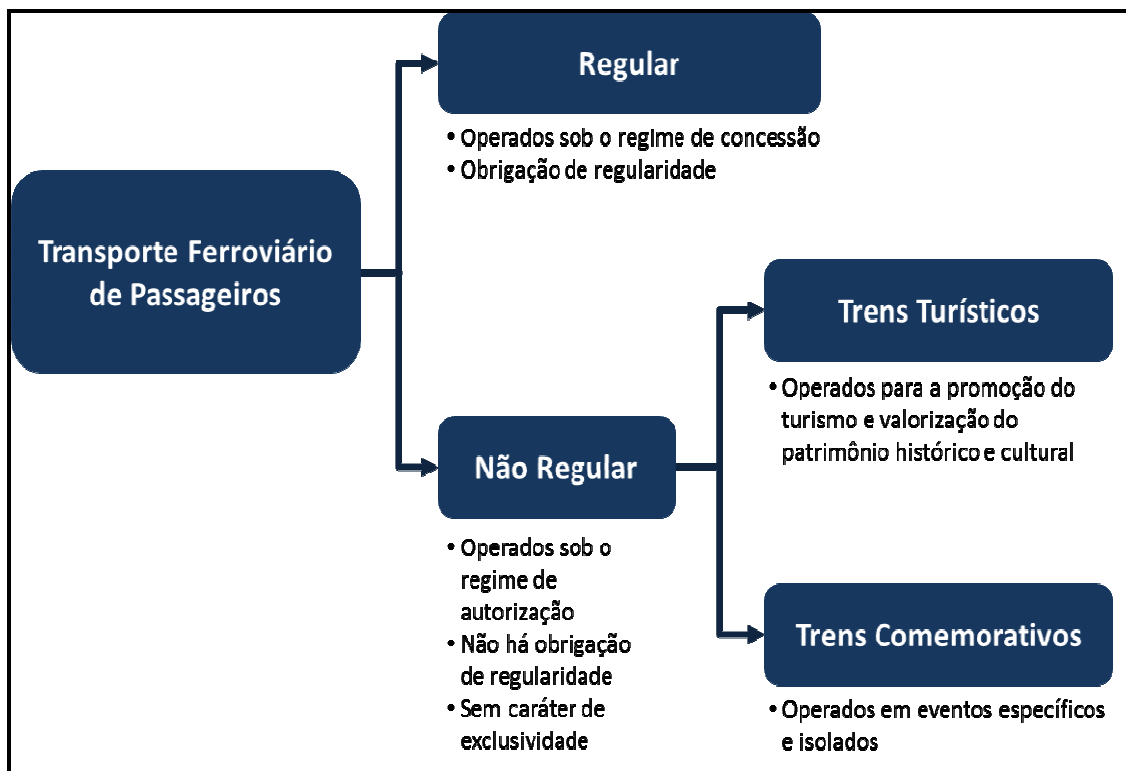 Transporte Ferroviário
de Passageiros
Regular
• Operados sob o regime de concessão
• Obrigação de regularidade
Não Regular
• Operados sob o
regime de
autorização
• Não há obrigação
de regularidade
• Sem caráter de
exclusividade
Trens Turísticos
• Operados para a promoção do
turismo e valorização do
patrimônio histórico e cultural
Trens Comemorativos
• Operados em eventos específicos
e isolados